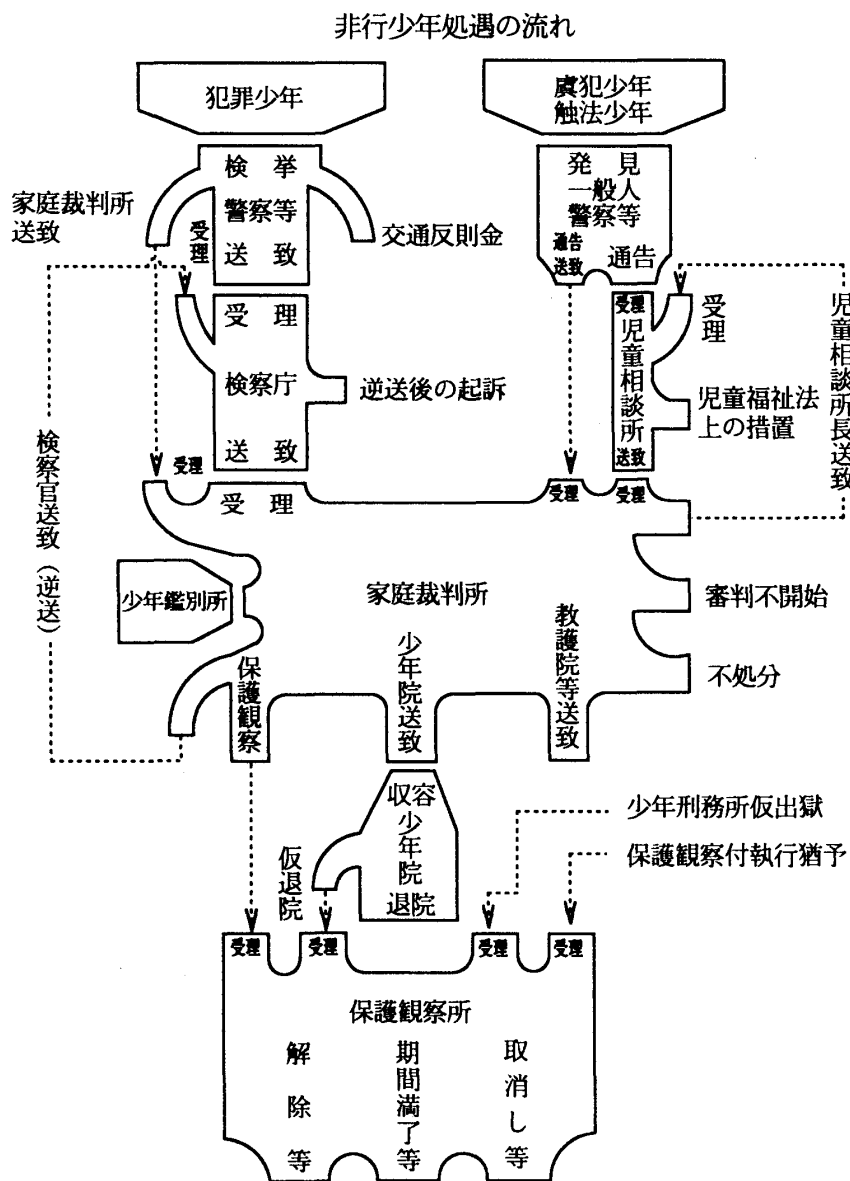 非行少年処遇の流れ
犯罪少年
虞犯少年
触法少年
検挙
警察等
送致
受理
家庭裁判所
送致
交通反則金
発見
一般人
警察等
通告
送致
通告
受理
検察庁
送致
逆送後の起訴
受理
児童相談所
送致
受理
児童福祉法
上の措置
児童相談所長送致
検察官送致(逆送)
受理
受理
受理
受理
家庭裁判所
少年鑑別所
審判不開始
不処分
保護観察
少年院送致
教護院等送致
収容
少年院
退院
仮退院
少年刑務所仮出獄
保護観察付執行猶予
受理
受理
受理
受理
保護観察所
解除等
期間満了等
取消し等